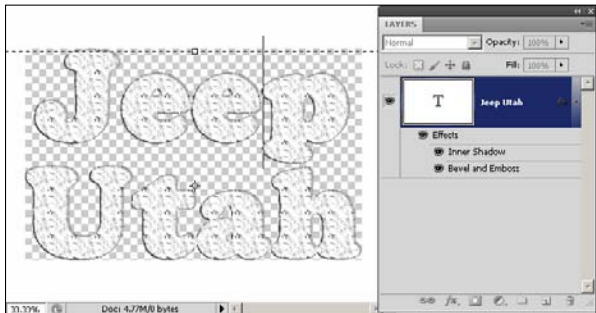 Jeep
Utah
33.33%
Doc: 4.77M/0 bytes
LAYERS
Normal
Opacity: 100%
Lock:
Fill: 100%
T
Jeep Utah
Effects
Inner Shadow
Bevel and Emboss
fx